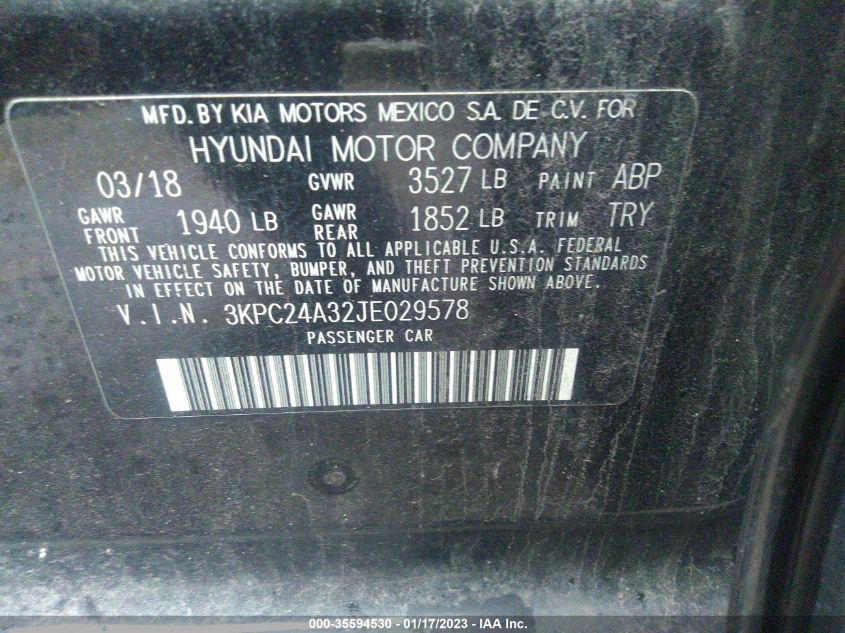 MFD. BY KIA MOTORS MEXICO S.A. DE C.V. FOR
HYUNDAI MOTOR COMPANY
03/18 GVWR 3527 LB PAINT ABP
GAWR FRONT 1940 LB GAWR REAR 1852 LB TRIM TRY
THIS VEHICLE CONFORMS TO ALL APPLICABLE U.S.A. FEDERAL
MOTOR VEHICLE SAFETY, BUMPER, AND THEFT PREVENTION STANDARDS
IN EFFECT ON THE DATE OF MANUFACTURE SHOWN ABOVE.
V.I.N. 3KPC24A32JE029578
PASSENGER CAR
000-35594530 - 01/17/2023 - IAA Inc.